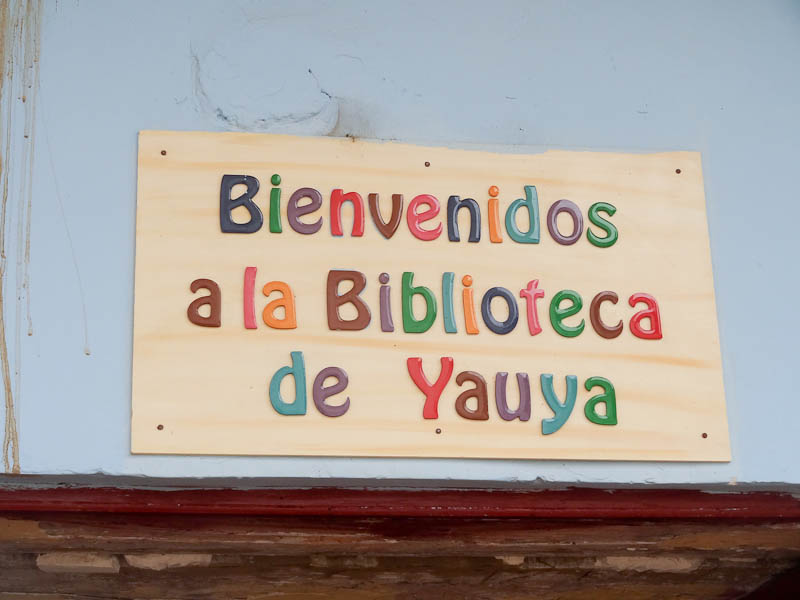 Bienvenidos
a la Biblioteca
de Yauya